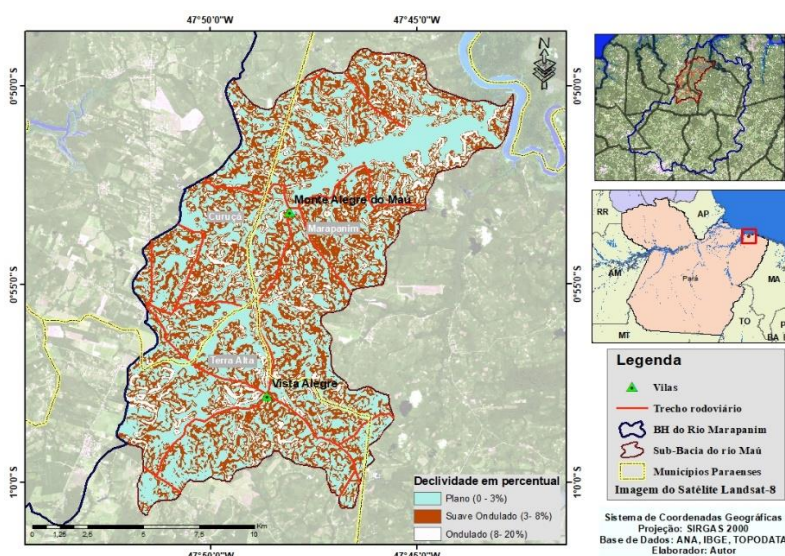 47°50'0"W
47°45'0"W
0°50'0"S
0°50'0"S
N
Monte Alegre do Maú
Curuçá
Marapanim
0°55'0"S
0°55'0"S
Terra Alta
Vista Alegre
1°0'0"S
1°0'0"S
Declividade em percentual
Plano (0 - 3%)
Suave Ondulado (3- 8%)
Ondulado (8- 20%)
0 1,25 2,5 5 7,5 10
Km
47°50'0"W
47°45'0"W
RR
AP
AM
Pará
MA
TO
MT
BA
Legenda
Vilas
Trecho rodoviário
BH do Rio Marapanim
Sub-Bacia do rio Maú
Municípios Paraenses
Imagem do Satélite Landsat-8
Sistema de Coordenadas Geográficas
Projeção: SIRGAS 2000
Base de Dados: ANA, IBGE, TOPODATA
Elaborador: Autor